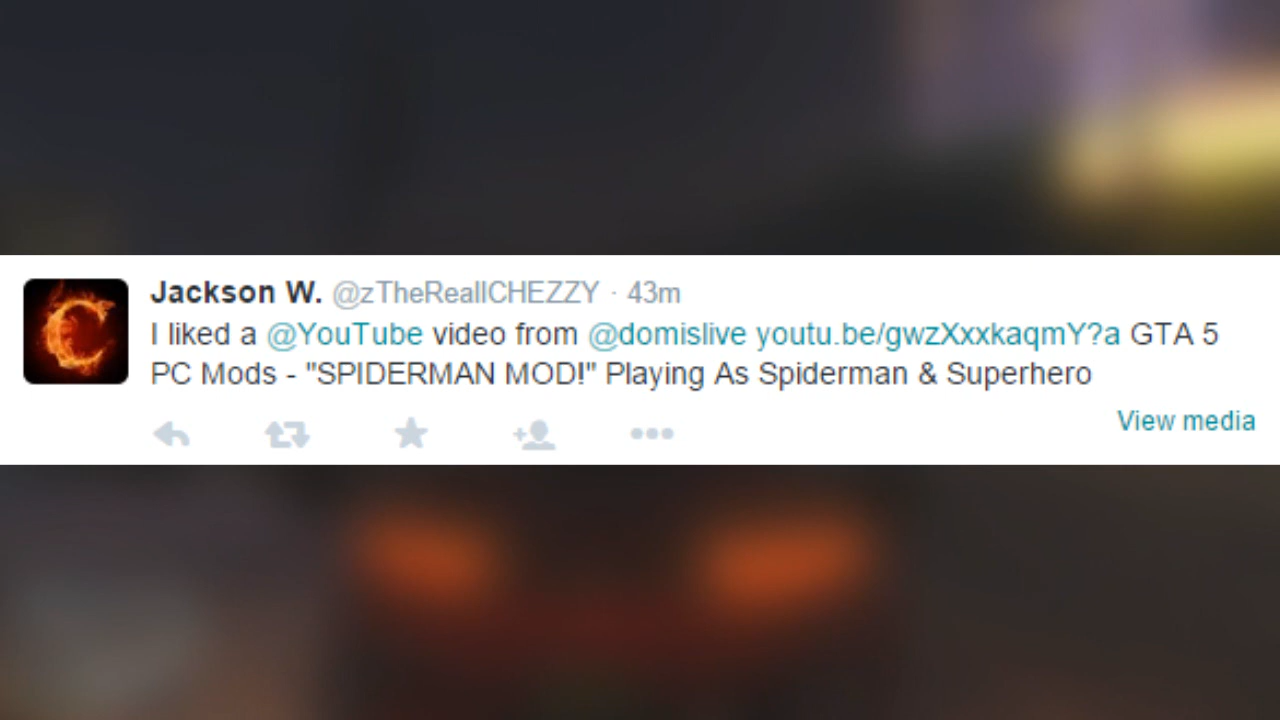 Jackson W. @zTheReallCHEZZY · 43m
I liked a @YouTube video from @domislive youtu.be/gwzXxxkaqmY?a GTA 5
PC Mods - "SPIDERMAN MOD!" Playing As Spiderman & Superhero
View media